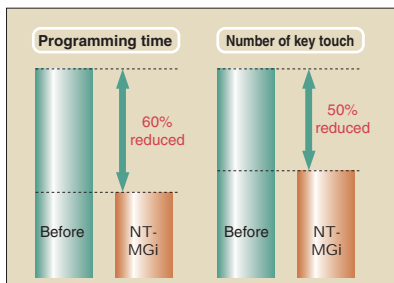 Programming time
60%
reduced
Before
NT-
MGi
Number of key touch
50%
reduced
Before
NT-
MGi